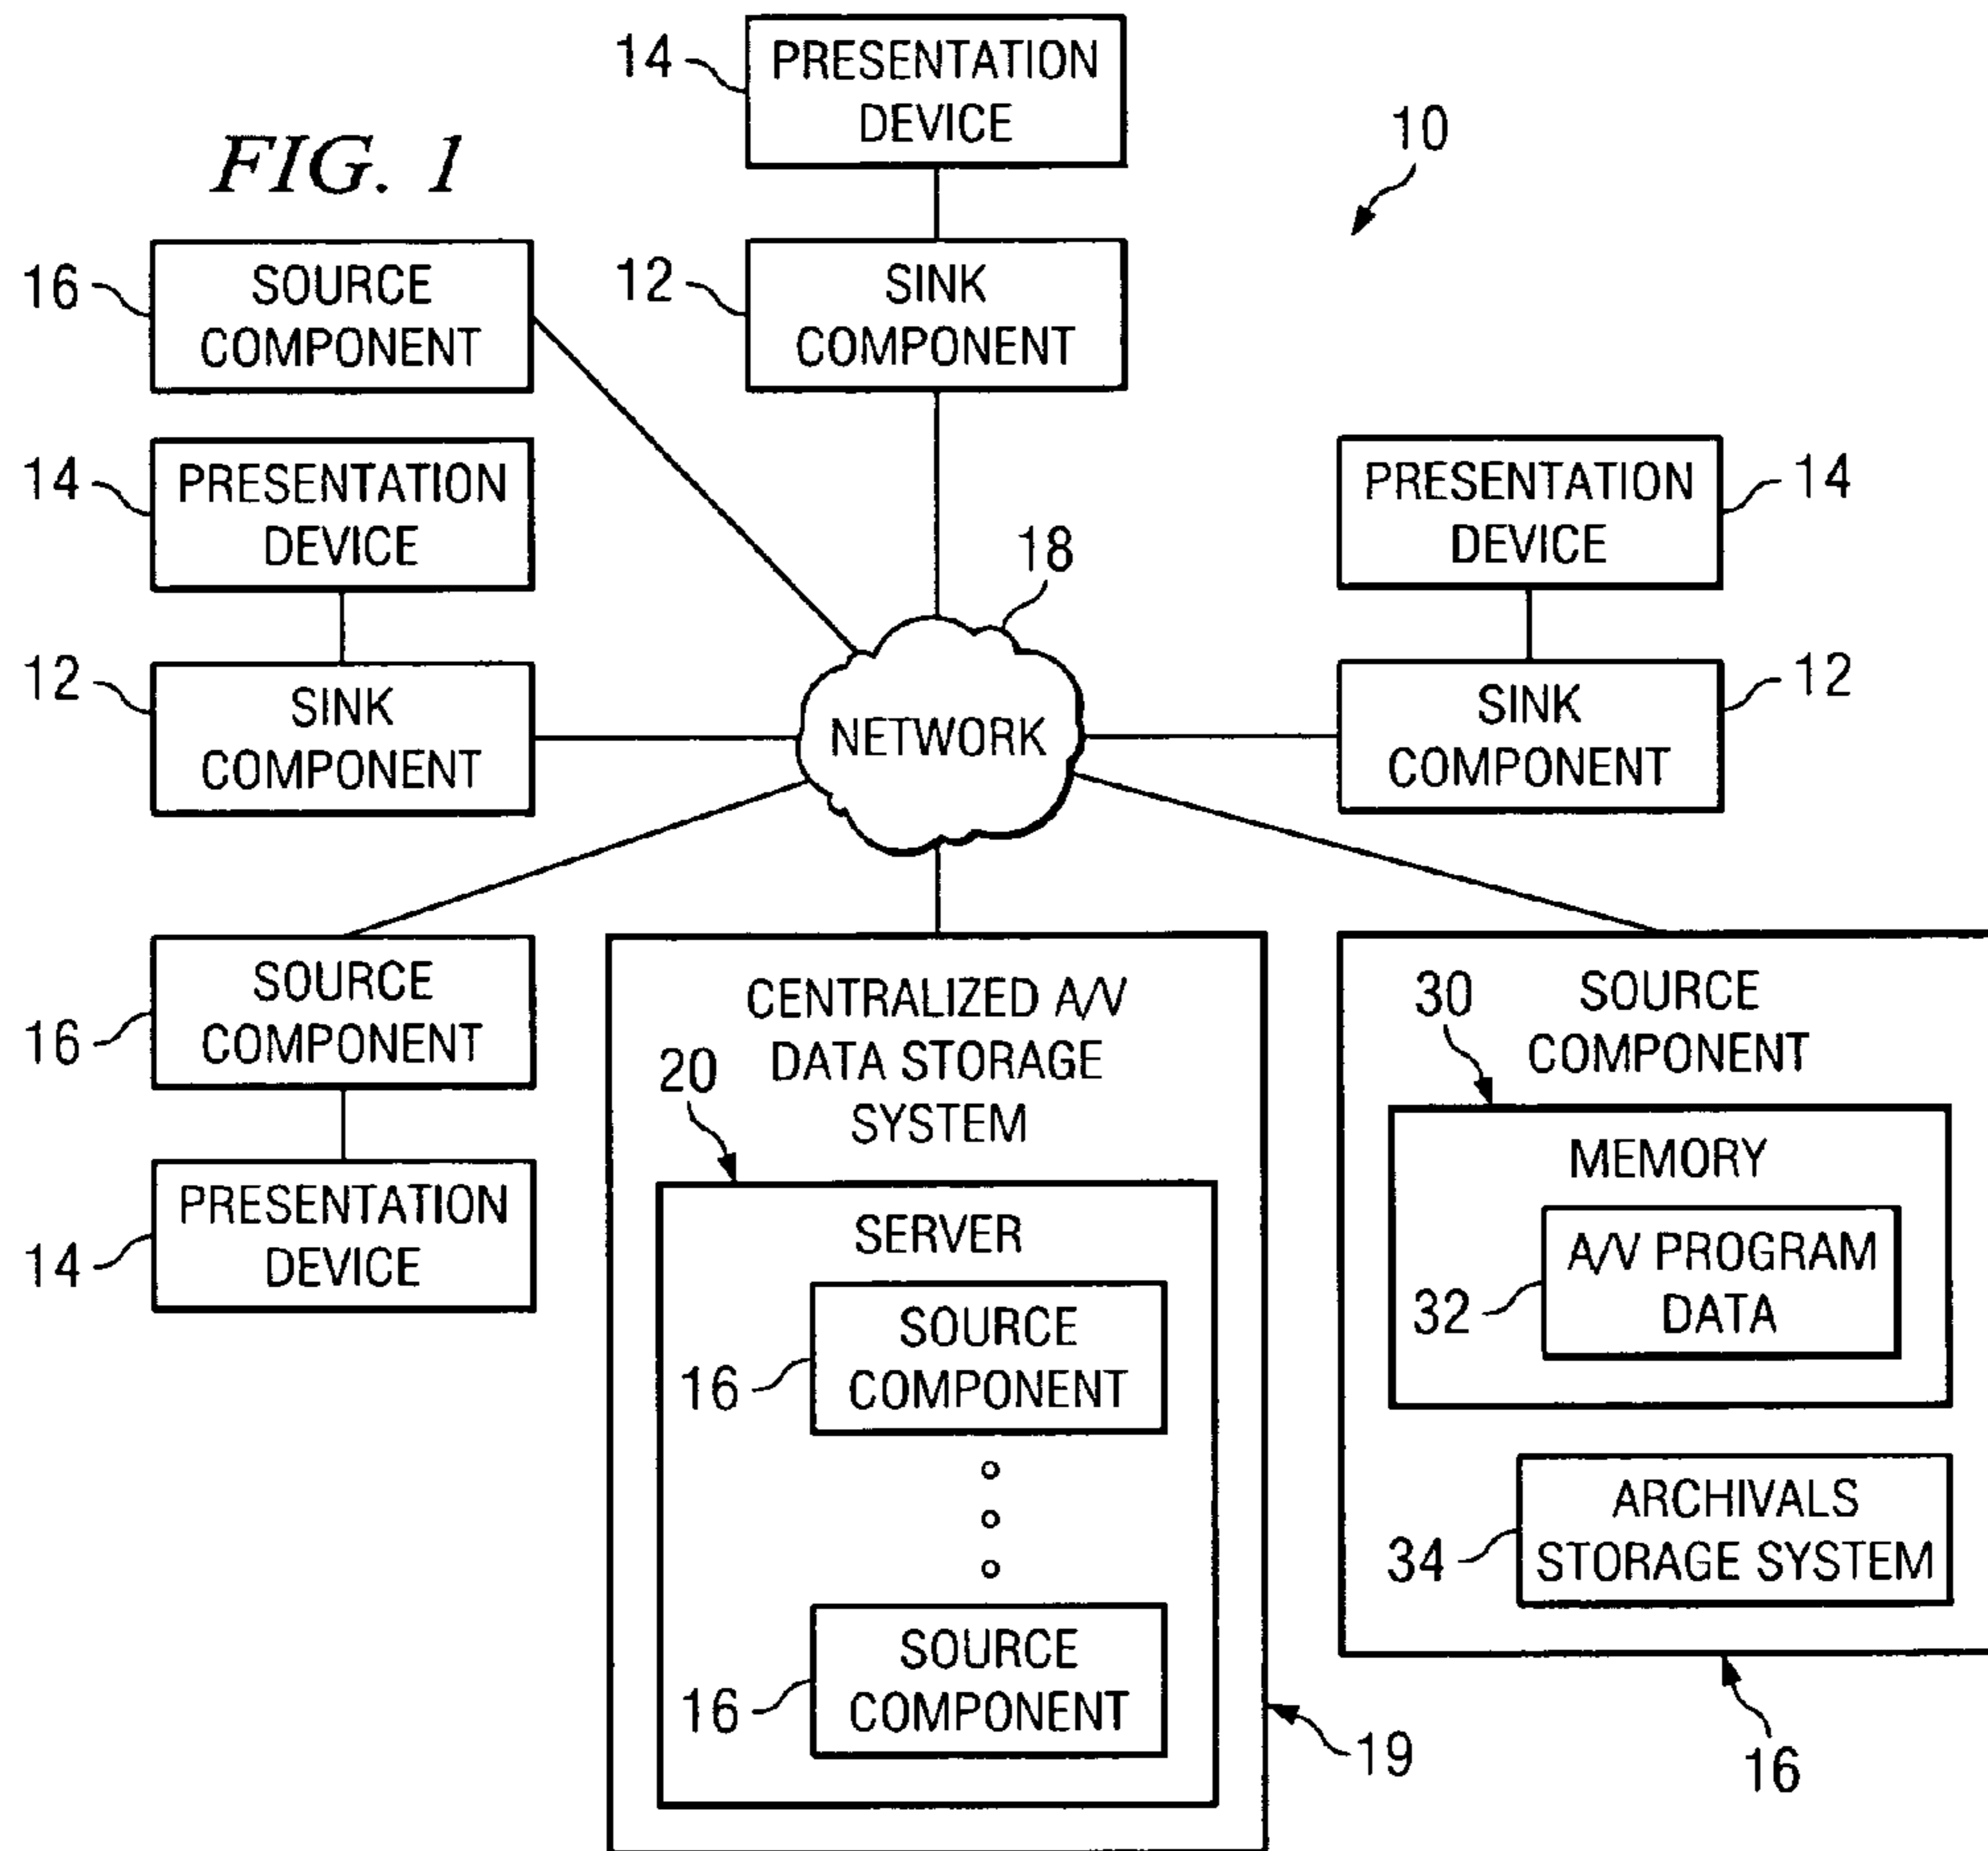 FIG. 1
10
14
PRESENTATION
DEVICE
12
SINK
COMPONENT
16
SOURCE
COMPONENT
14
PRESENTATION
DEVICE
12
SINK
COMPONENT
18
NETWORK
PRESENTATION
DEVICE
14
SINK
COMPONENT
12
16
SOURCE
COMPONENT
14
PRESENTATION
DEVICE
CENTRALIZED A/V
DATA STORAGE
SYSTEM
20
SERVER
16
SOURCE
COMPONENT
16
SOURCE
COMPONENT
19
SOURCE
COMPONENT
30
MEMORY
32
A/V PROGRAM
DATA
34
ARCHIVALS
STORAGE SYSTEM
16